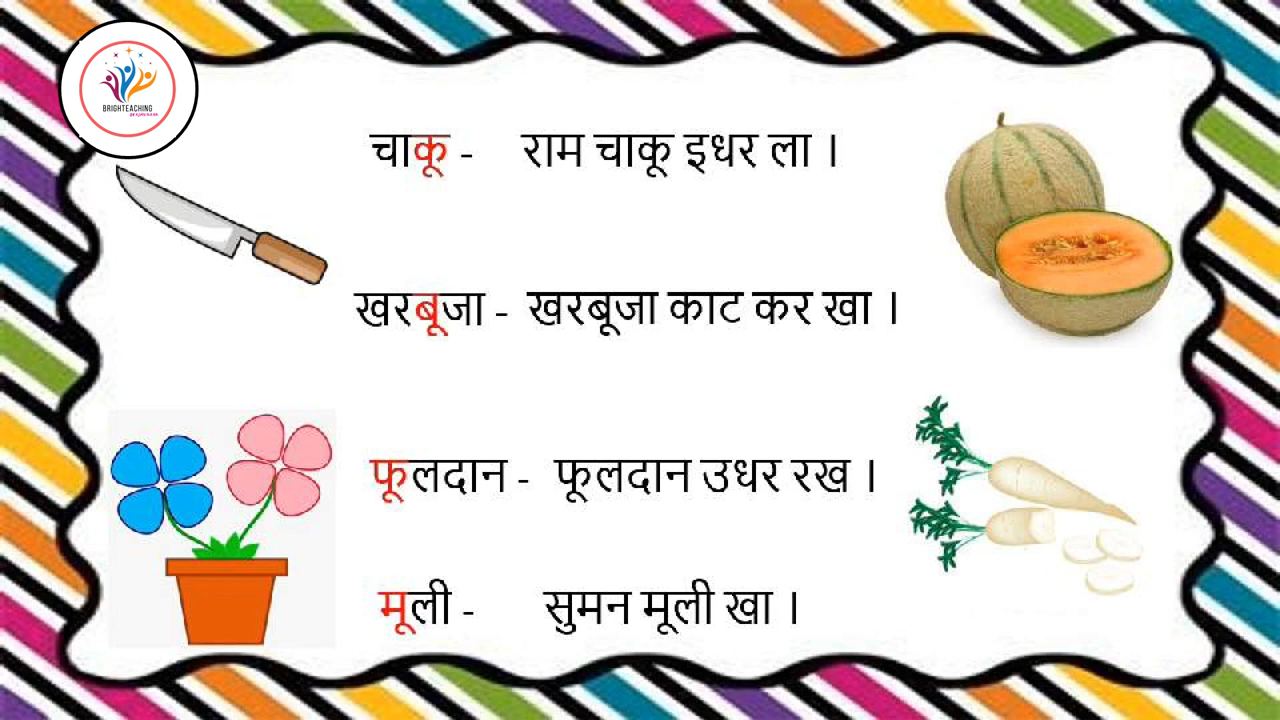 BRIGHTEACHING
चाकू - राम चाकू इधर ला ।
खरबूजा - खरबूजा काट कर खा ।
फूलदान - फूलदान उधर रख ।
मूली - सुमन मूली खा ।